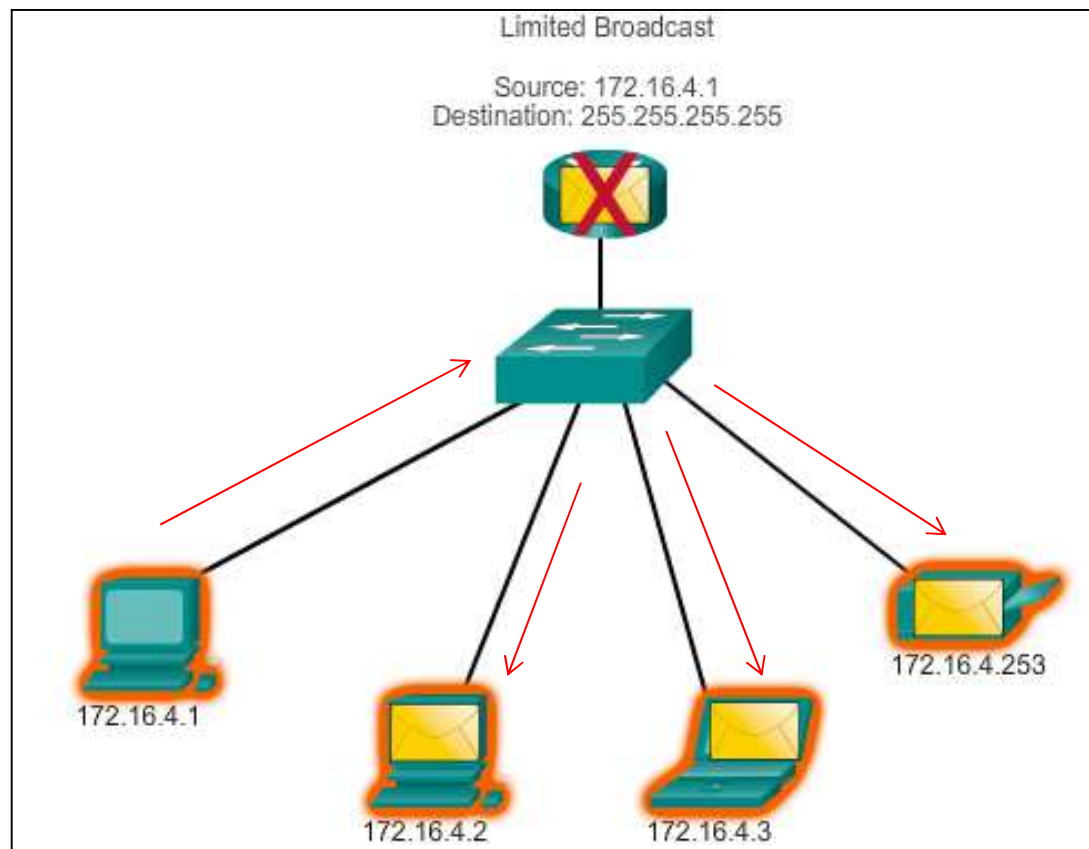 Limited Broadcast
Source: 172.16.4.1
Destination: 255.255.255.255
172.16.4.253
172.16.4.1
172.16.4.2
172.16.4.3